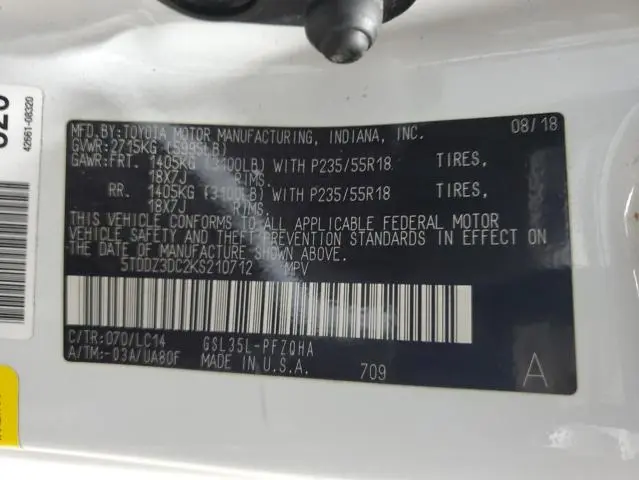 MFD.BY:TOYOTA MOTOR MANUFACTURING, INDIANA, INC. 08/18
GVWR:2715KG (5995LB)
GAWR:FRT. 1405KG (3100LB) WITH P235/55R18 TIRES,
18X7J RIMS.
RR. 1405KG (3100LB) WITH P235/55R18 TIRES,
18X7J RIMS.
THIS VEHICLE CONFORMS TO ALL APPLICABLE FEDERAL MOTOR
VEHICLE SAFETY AND THEFT PREVENTION STANDARDS IN EFFECT ON
THE DATE OF MANUFACTURE SHOWN ABOVE.
5TDDZ3DC2KS210712 MPV
C/TR:070/LC14 GSL35L-PFZQHA
A/TM:-03A/UA80F MADE IN U.S.A. 709 A
42661-08320